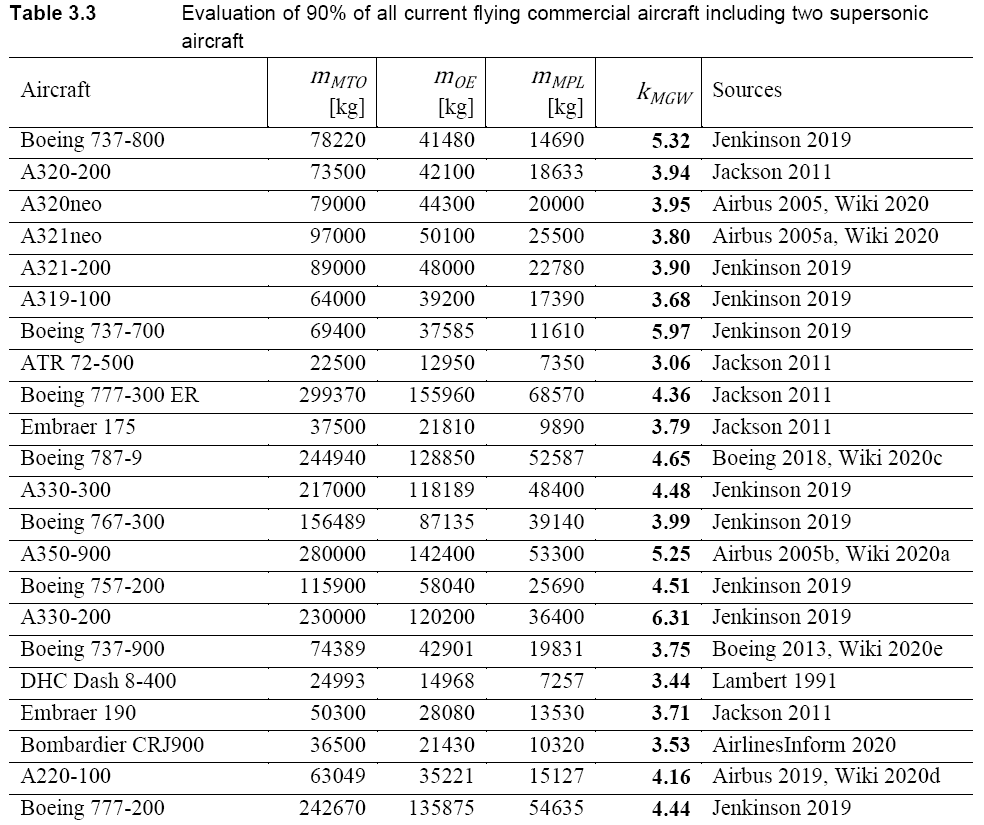 Table 3.3 Evaluation of 90% of all current flying commercial aircraft including two supersonic
aircraft
Aircraft m_MTO [kg] m_OE [kg] m_MPL [kg] k_MGW Sources
Boeing 737-800 78220 41480 14690 5.32 Jenkinson 2019
A320-200 73500 42100 18633 3.94 Jackson 2011
A320neo 79000 44300 20000 3.95 Airbus 2005, Wiki 2020
A321neo 97000 50100 25500 3.80 Airbus 2005a, Wiki 2020
A321-200 89000 48000 22780 3.90 Jenkinson 2019
A319-100 64000 39200 17390 3.68 Jenkinson 2019
Boeing 737-700 69400 37585 11610 5.97 Jenkinson 2019
ATR 72-500 22500 12950 7350 3.06 Jackson 2011
Boeing 777-300 ER 299370 155960 68570 4.36 Jackson 2011
Embraer 175 37500 21810 9890 3.79 Jackson 2011
Boeing 787-9 244940 128850 52587 4.65 Boeing 2018, Wiki 2020c
A330-300 217000 118189 48400 4.48 Jenkinson 2019
Boeing 767-300 156489 87135 39140 3.99 Jenkinson 2019
A350-900 280000 142400 53300 5.25 Airbus 2005b, Wiki 2020a
Boeing 757-200 115900 58040 25690 4.51 Jenkinson 2019
A330-200 230000 120200 36400 6.31 Jenkinson 2019
Boeing 737-900 74389 42901 19831 3.75 Boeing 2013, Wiki 2020e
DHC Dash 8-400 24993 14968 7257 3.44 Lambert 1991
Embraer 190 50300 28080 13530 3.71 Jackson 2011
Bombardier CRJ900 36500 21430 10320 3.53 AirlinesInform 2020
A220-100 63049 35221 15127 4.16 Airbus 2019, Wiki 2020d
Boeing 777-200 242670 135875 54635 4.44 Jenkinson 2019